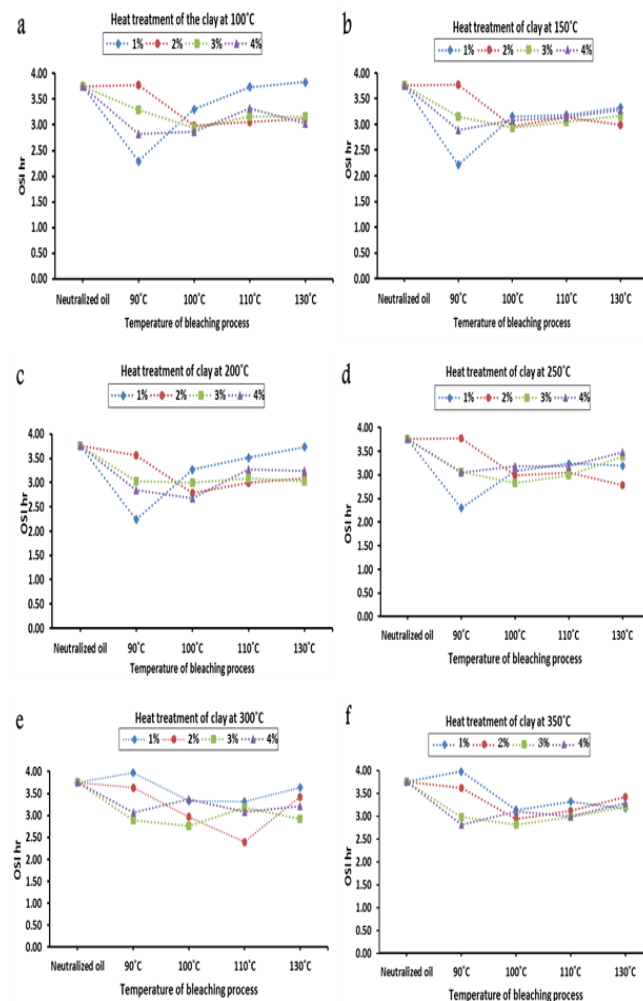 a
Heat treatment of the clay at 100˚C
1% 2% 3% 4%
4.00
3.50
3.00
2.50
2.00
1.50
1.00
0.50
0.00
OSI hr
Neutralized oil 90˚C 100˚C 110˚C 130˚C
Temperature of bleaching process
b
Heat treatment of clay at 150˚C
1% 2% 3% 4%
4.00
3.50
3.00
2.50
2.00
1.50
1.00
0.50
0.00
OSI hr
Neutralized oil 90˚C 100˚C 110˚C 130˚C
Temperature of bleaching process
c
Heat treatment of clay at 200˚C
1% 2% 3% 4%
4.00
3.50
3.00
2.50
2.00
1.50
1.00
0.50
0.00
OSI hr
Neutralized oil 90˚C 100˚C 110˚C 130˚C
Temperature of bleaching process
d
Heat treatment of clay at 250˚C
1% 2% 3% 4%
4.00
3.50
3.00
2.50
2.00
1.50
1.00
0.50
0.00
OSI hr
Neutralized oil 90˚C 100˚C 110˚C 130˚C
Temperature of bleaching process
e
Heat treatment of clay at 300˚C
1% 2% 3% 4%
4.00
3.50
3.00
2.50
2.00
1.50
1.00
0.50
0.00
OSI hr
Neutralized oil 90˚C 100˚C 110˚C 130˚C
Temperature of bleaching process
f
Heat treatment of clay at 350˚C
1% 2% 3% 4%
4.00
3.50
3.00
2.50
2.00
1.50
1.00
0.50
0.00
OSI hr
Neutralized oil 90˚C 100˚C 110˚C 130˚C
Temperature of bleaching process